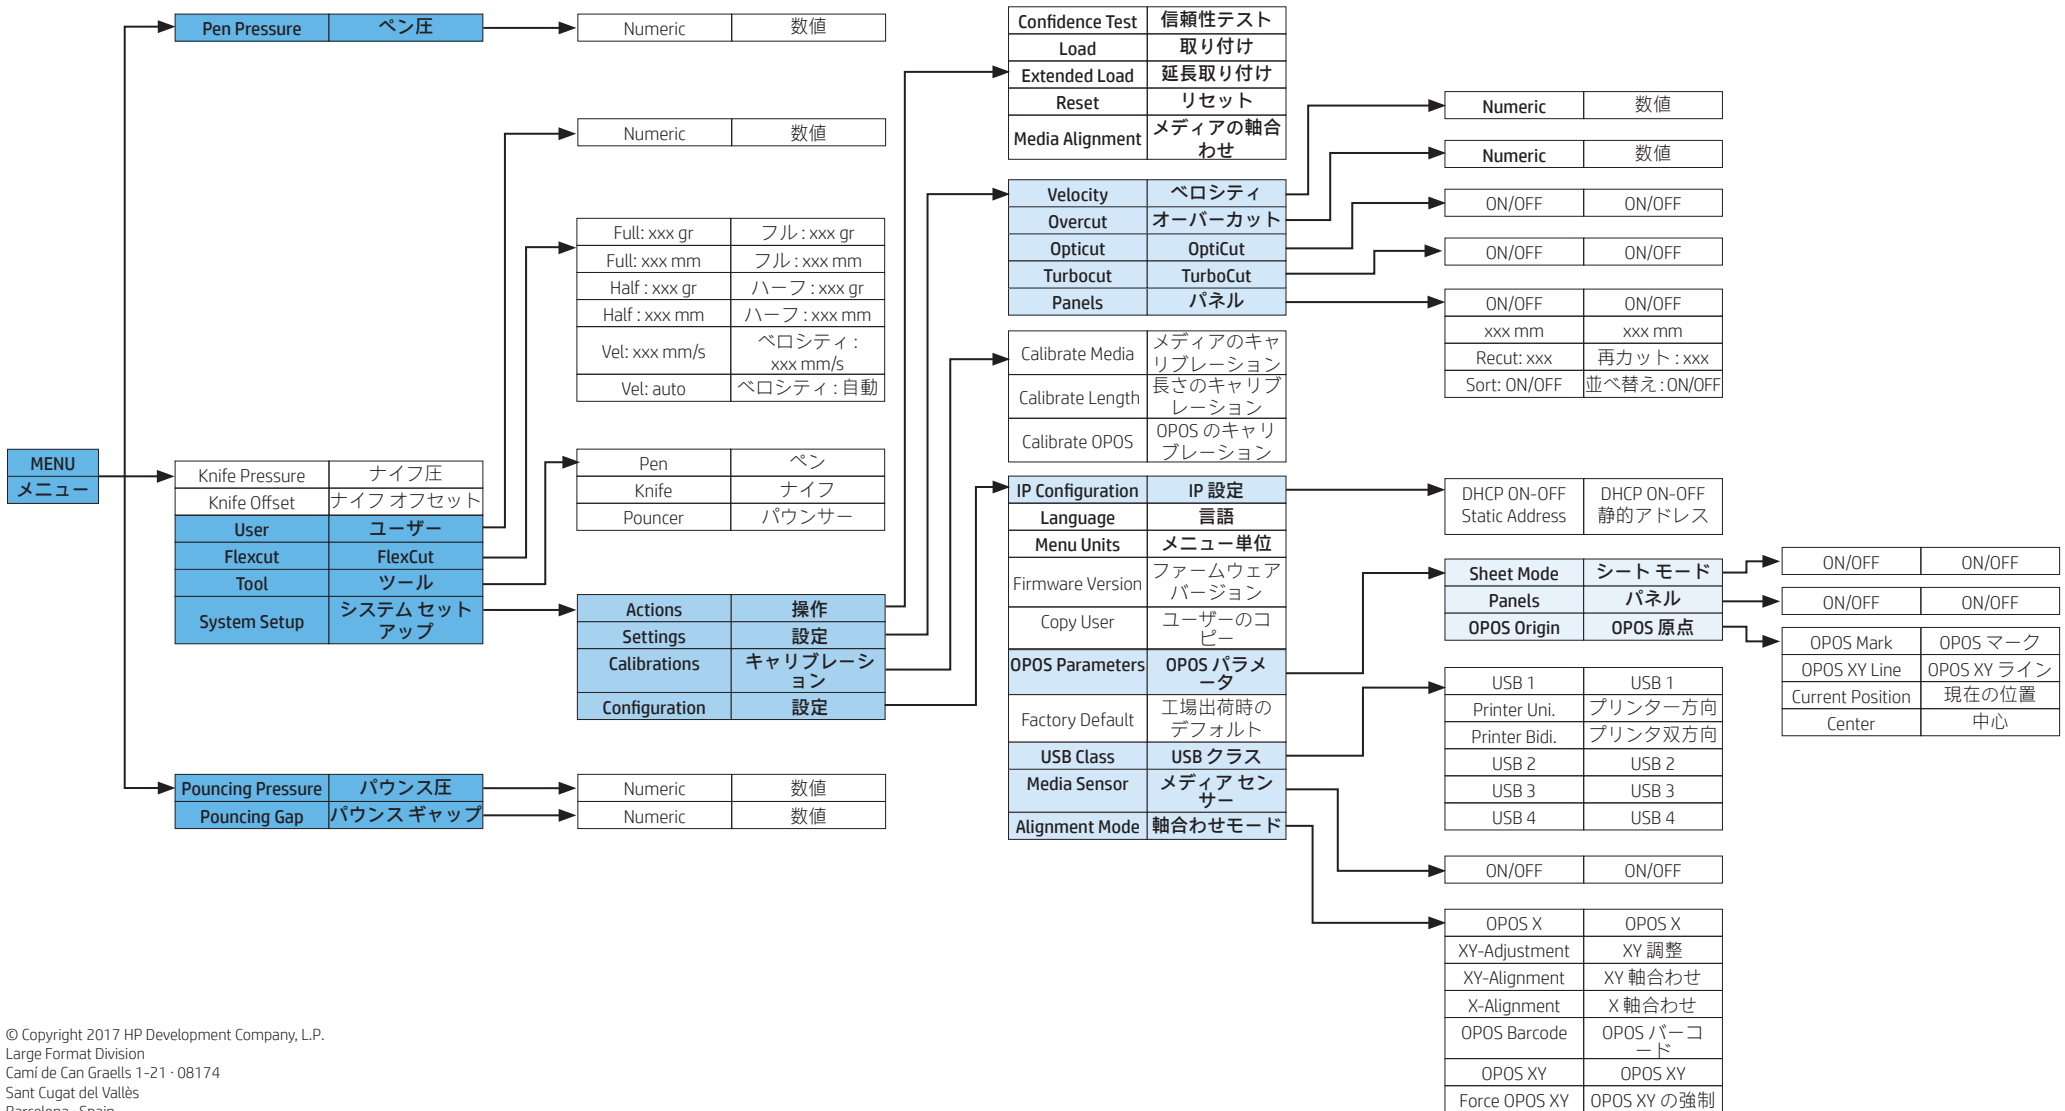 MENU
メニュー
Pen Pressure ペン圧
Numeric 数値
Knife Pressure ナイフ圧
Knife Offset ナイフ オフセット
User ユーザー
Flexcut FlexCut
Tool ツール
System Setup システム セット
アップ
Pouncing Pressure パウンス圧
Pouncing Gap パウンス ギャップ
Numeric 数値
Full: xxx gr フル : xxx gr
Full: xxx mm フル : xxx mm
Half : xxx gr ハーフ : xxx gr
Half : xxx mm ハーフ : xxx mm
Vel: xxx mm/s ベロシティ :
xxx mm/s
Vel: auto ベロシティ : 自動
Pen ペン
Knife ナイフ
Pouncer パウンサー
Actions 操作
Settings 設定
Calibrations キャリブレーシ
ョン
Configuration 設定
Numeric 数値
Numeric 数値
Confidence Test 信頼性テスト
Load 取り付け
Extended Load 延長取り付け
Reset リセット
Media Alignment メディアの軸合
わせ
Velocity ベロシティ
Overcut オーバーカット
Opticut OptiCut
Turbocut TurboCut
Panels パネル
Calibrate Media メディアのキャ
リブレーション
Calibrate Length 長さのキャリブ
レーション
Calibrate OPOS OPOS のキャリ
ブレーション
IP Configuration IP 設定
Language 言語
Menu Units メニュー単位
Firmware Version ファームウェア
バージョン
Copy User ユーザーのコ
ピー
OPOS Parameters OPOS パラメ
ータ
Factory Default 工場出荷時の
デフォルト
USB Class USB クラス
Media Sensor メディア セン
サー
Alignment Mode 軸合わせモード
Numeric 数値
Numeric 数値
ON/OFF ON/OFF
ON/OFF ON/OFF
ON/OFF ON/OFF
xxx mm xxx mm
Recut: xxx 再カット : xxx
Sort: ON/OFF 並べ替え : ON/OFF
DHCP ON-OFF DHCP ON-OFF
Static Address 静的アドレス
Sheet Mode シート モード
Panels パネル
OPOS Origin OPOS 原点
USB 1 USB 1
Printer Uni. プリンター方向
Printer Bidi. プリンタ双方向
USB 2 USB 2
USB 3 USB 3
USB 4 USB 4
ON/OFF ON/OFF
OPOS X OPOS X
XY-Adjustment XY 調整
XY-Alignment XY 軸合わせ
X-Alignment X 軸合わせ
OPOS Barcode OPOS バーコ
ード
OPOS XY OPOS XY
Force OPOS XY OPOS XY の強制
ON/OFF ON/OFF
ON/OFF ON/OFF
OPOS Mark OPOS マーク
OPOS XY Line OPOS XY ライン
Current Position 現在の位置
Center 中心
© Copyright 2017 HP Development Company, L.P.
Large Format Division
Camí de Can Graells 1-21 · 08174
Sant Cugat del Vallès
Barcelona · Spain